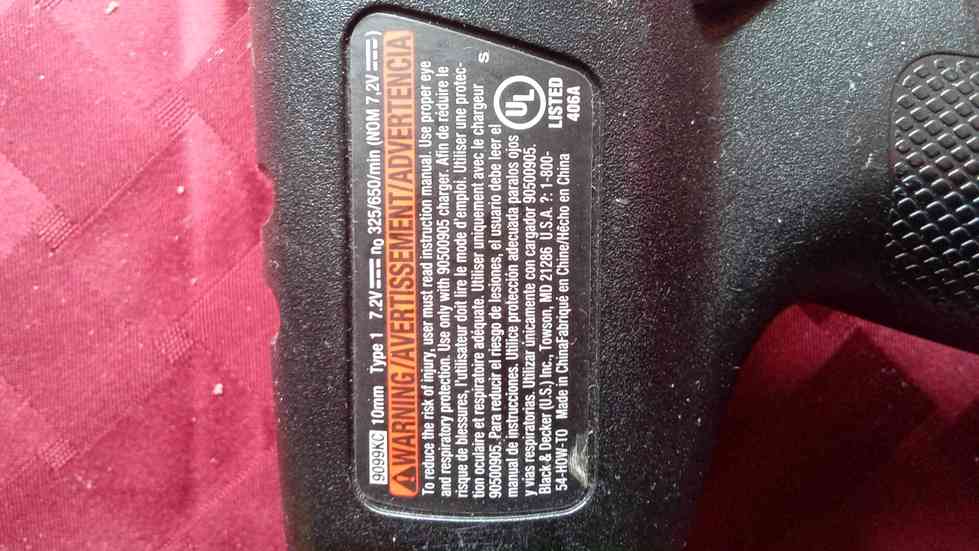 9099KC 10mm Type 1 7.2V no 325/650/min (NOM 7,2V )
WARNING/AVERTISSEMENT/ADVERTENCIA
To reduce the risk of injury, user must read instruction manual. Use proper eye
and respiratory protection. Use only with 90500905 charger. Afin de réduire le
risque de blessures, l'utilisateur doit lire le mode d'emploi. Utiliser une protec-
tion oculaire et respiratoire adéquate. Utiliser uniquement avec le chargeur
90500905. Para reducir el riesgo de lesiones, el usuario debe leer el
manual de instrucciones. Utilice protección adecuada paralos ojos
y vias respiratorias. Utilizar únicamente con cargador 90500905.
Black & Decker (U.S.) Inc., Towson, MD 21286 U.S.A. ?: 1-800-
54-HOW-TO Made in China/Fabriqué en Chine/Hecho en China
S
UL
LISTED
406A